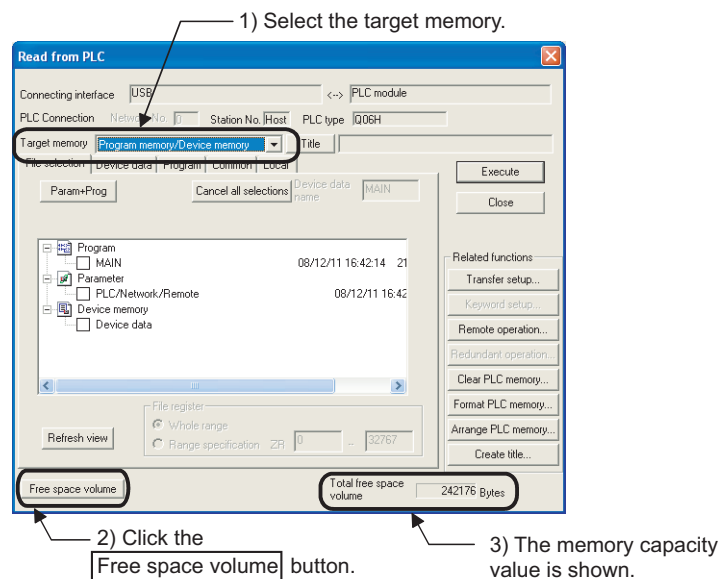 1) Select the target memory.
Read from PLC
Connecting interface USB <--> PLC module
PLC Connection Network No. 0 Station No. Host PLC type Q06H
Target memory Program memory/Device memory Title
File selection Device data Program Common Local
Execute
Param+Prog Cancel all selections Device data name MAIN
Close
Program
MAIN 08/12/11 16:42:14 21
Parameter
PLC/Network/Remote 08/12/11 16:42
Device memory
Device data
Related functions
Transfer setup...
Keyword setup...
Remote operation...
Redundant operation...
Clear PLC memory...
Format PLC memory...
Arrange PLC memory...
Create title...
File register
Whole range
Refresh view
Range specification ZR 0 - 32767
Free space volume
Total free space volume 242176 Bytes
2) Click the
Free space volume button.
3) The memory capacity
value is shown.